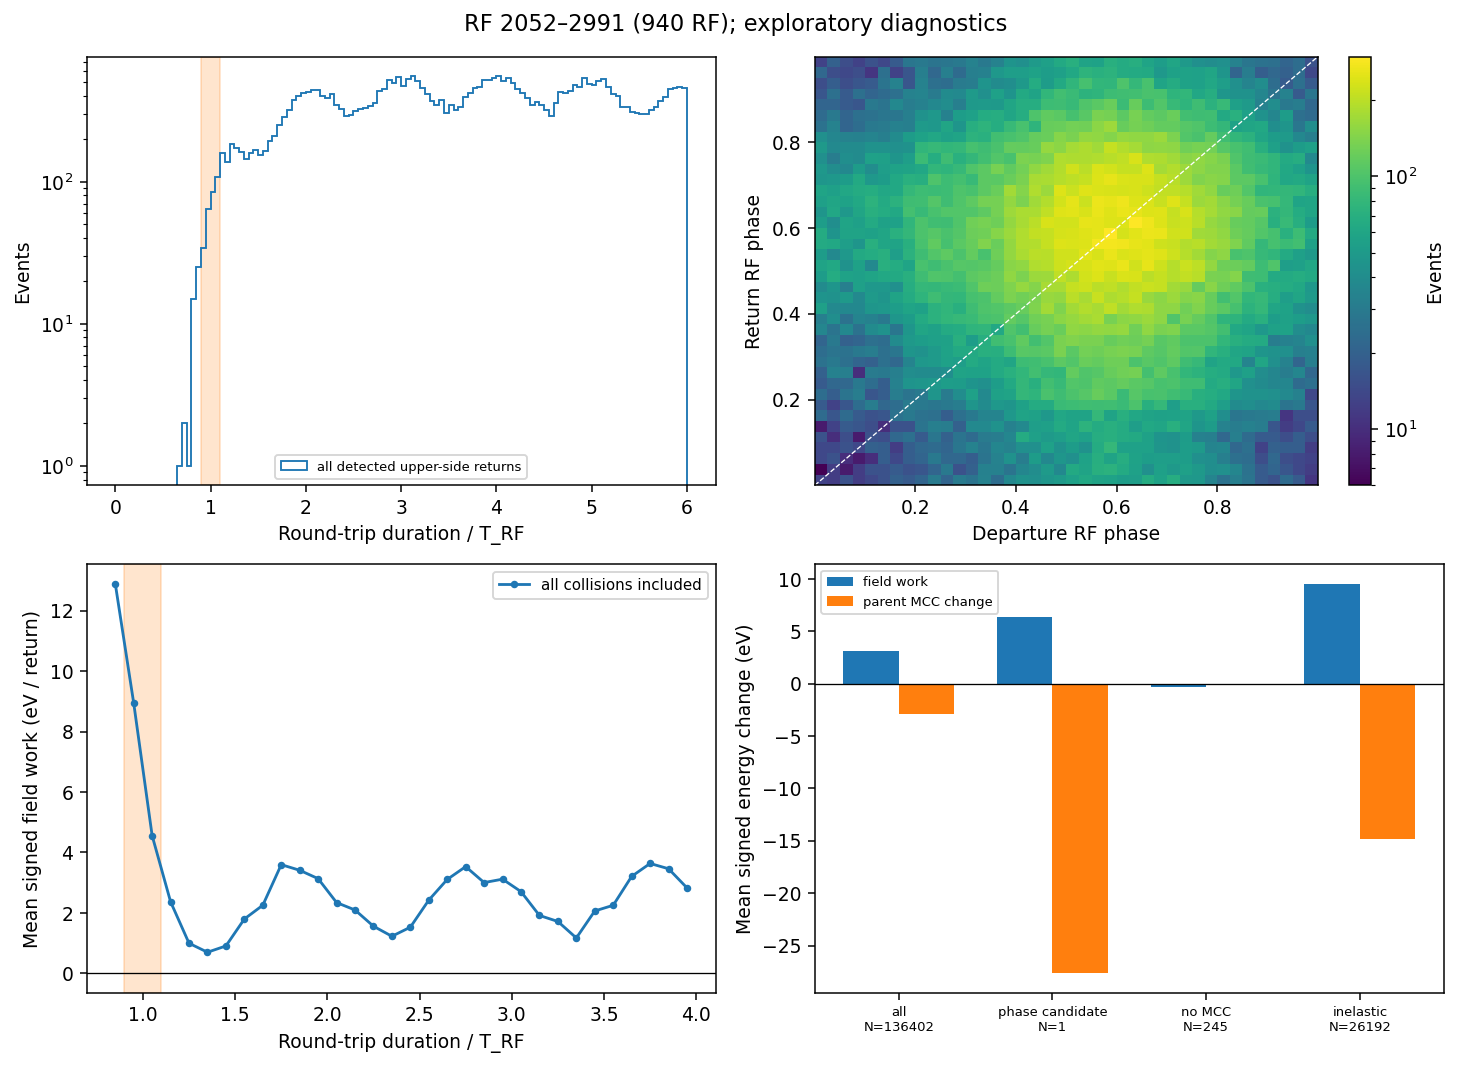 RF 2052–2991 (940 RF); exploratory diagnostics
Events
10²
10¹
10⁰
all detected upper-side returns
0 1 2 3 4 5 6
Round-trip duration / T_RF
Return RF phase
0.8
0.6
0.4
0.2
0.2 0.4 0.6 0.8
Departure RF phase
10²
10¹
Events
Mean signed field work (eV / return)
12
10
8
6
4
2
0
all collisions included
1.0 1.5 2.0 2.5 3.0 3.5 4.0
Round-trip duration / T_RF
Mean signed energy change (eV)
10
5
0
−5
−10
−15
−20
−25
field work
parent MCC change
all
N=136402
phase candidate
N=1
no MCC
N=245
inelastic
N=26192